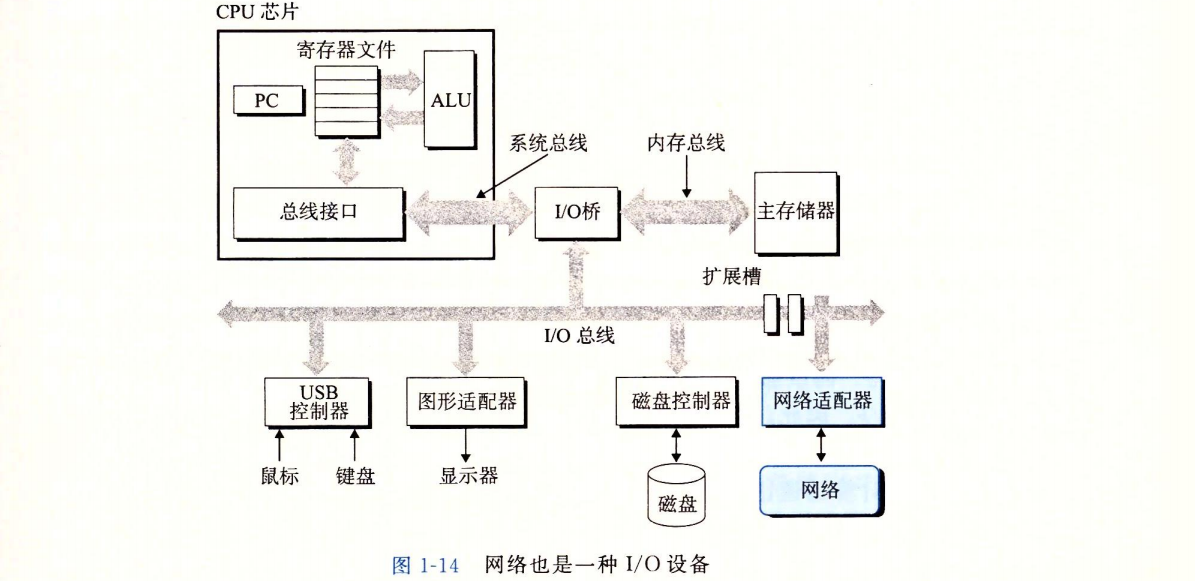 CPU 芯片
寄存器文件
PC
ALU
系统总线
内存总线
总线接口
I/O桥
主存储器
扩展槽
I/O 总线
USB
控制器
图形适配器
磁盘控制器
网络适配器
鼠标
键盘
显示器
磁盘
网络
图 1-14 网络也是一种 I/O 设备